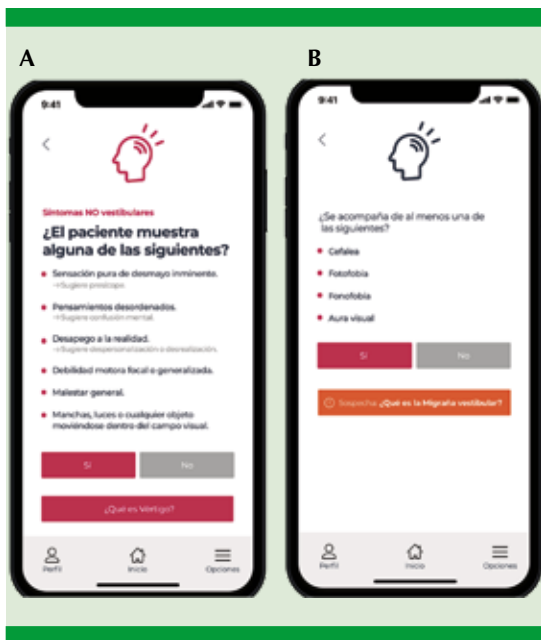 A
9:41
Síntomas NO vestibulares
¿El paciente muestra
alguna de las siguientes?
Sensación pura de desmayo inminente.
→Sugiere presíncope.
Pensamientos desordenados.
→Sugiere confusión mental.
Desapego a la realidad.
→Sugiere despersonalización o desrealización.
Debilidad motora focal o generalizada.
Malestar general.
Manchas, luces o cualquier objeto
moviéndose dentro del campo visual.
Sí
No
¿Qué es Vértigo?
Perfil
Inicio
Opciones
B
9:41
¿Se acompaña de al menos una de
las siguientes?
Cefalea
Fotofobia
Fonofobia
Aura visual
Sí
No
Sospecha: ¿Qué es la Migraña vestibular?
Perfil
Inicio
Opciones